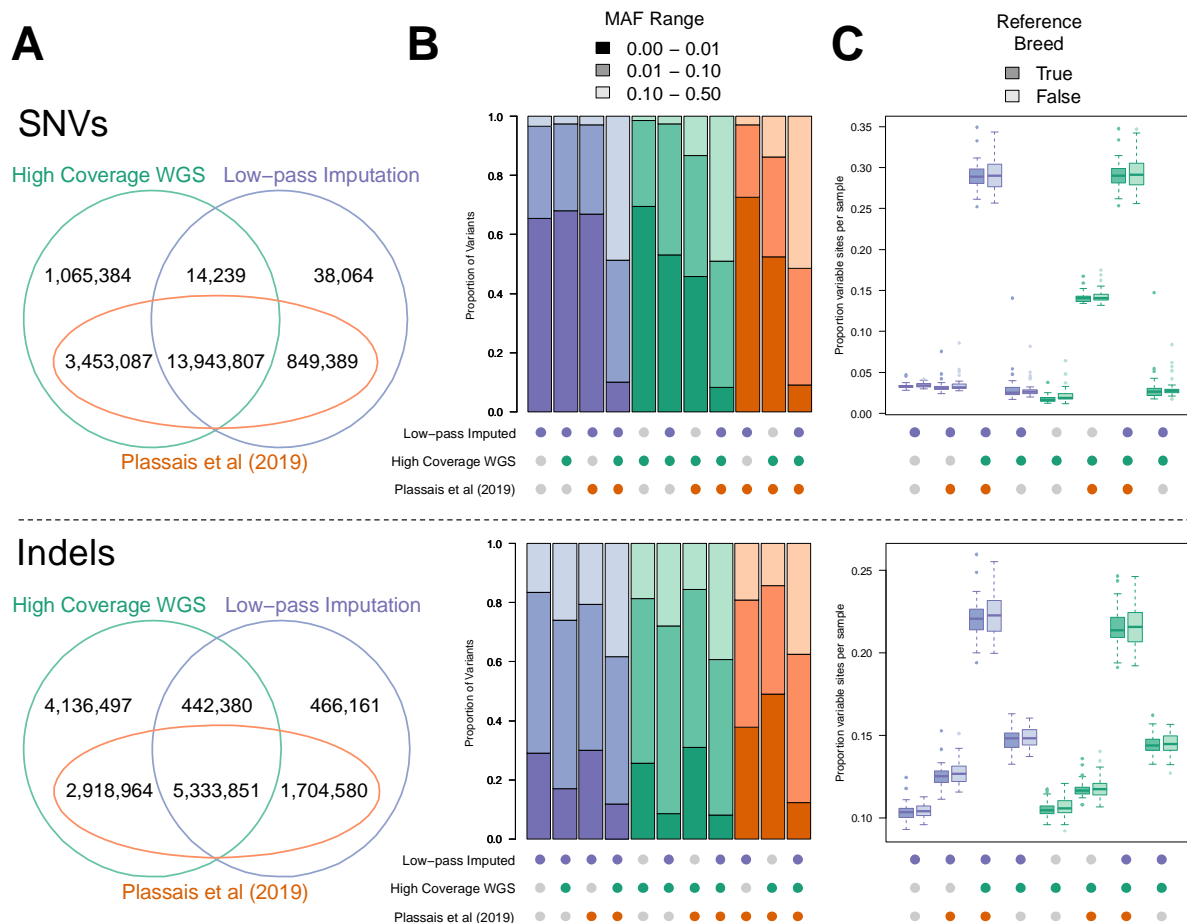 A
B
C
MAF Range
0.00 – 0.01
0.01 – 0.10
0.10 – 0.50
Reference
Breed
True
False
SNVs
High Coverage WGS
Low−pass Imputation
1,065,384
14,239
38,064
3,453,087
13,943,807
849,389
Plassais et al (2019)
Proportion of Variants
1.0
0.8
0.6
0.4
0.2
0.0
Low−pass Imputed
High Coverage WGS
Plassais et al (2019)
Proportion variable sites per sample
0.35
0.30
0.25
0.20
0.15
0.10
0.05
0.00
Indels
High Coverage WGS
Low−pass Imputation
4,136,497
442,380
466,161
2,918,964
5,333,851
1,704,580
Plassais et al (2019)
Proportion of Variants
1.0
0.8
0.6
0.4
0.2
0.0
Low−pass Imputed
High Coverage WGS
Plassais et al (2019)
Proportion variable sites per sample
0.25
0.20
0.15
0.10